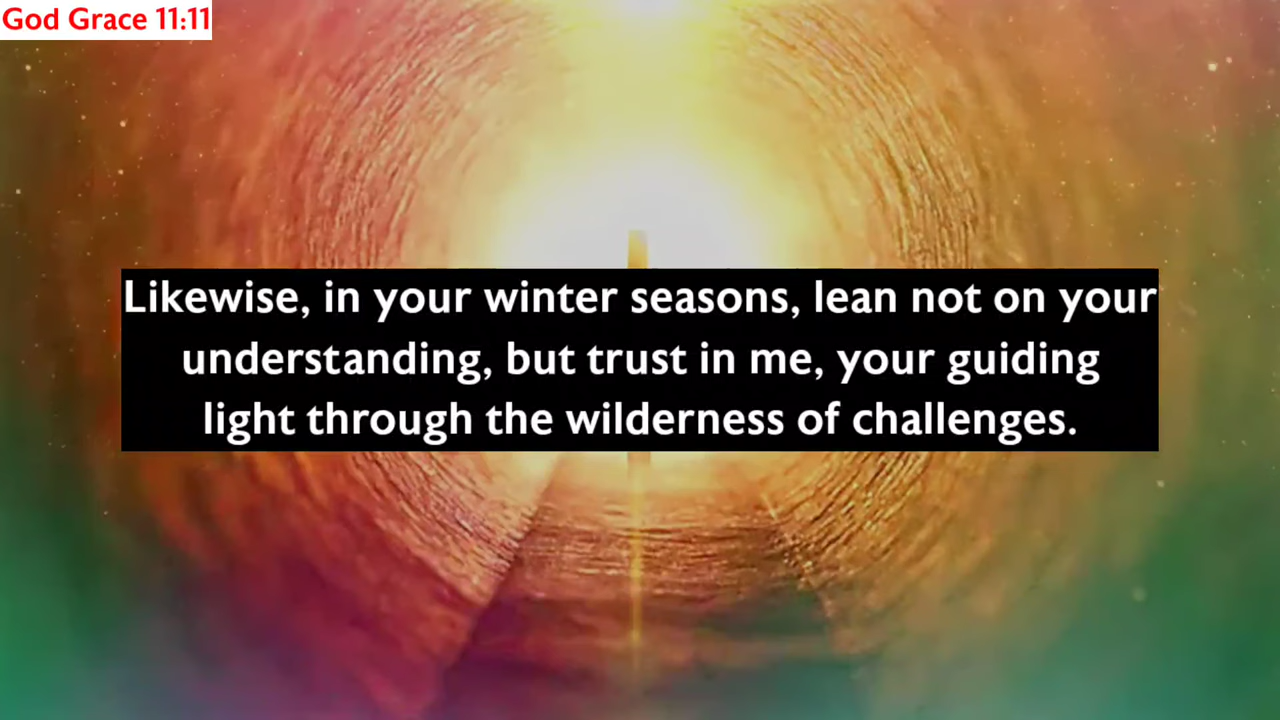 God Grace 11:11
Likewise, in your winter seasons, lean not on your
understanding, but trust in me, your guiding
light through the wilderness of challenges.